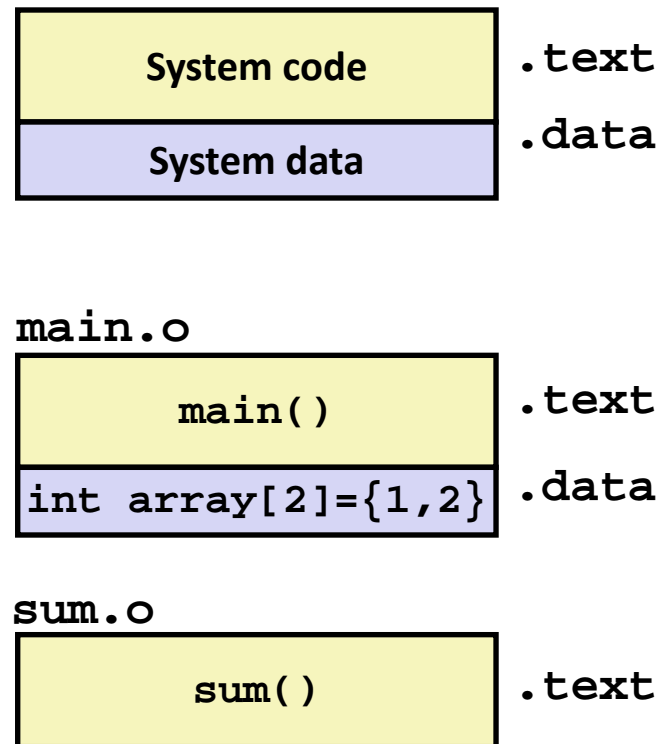 System code .text
System data .data
main.o
main() .text
int array[2]={1,2} .data
sum.o
sum() .text